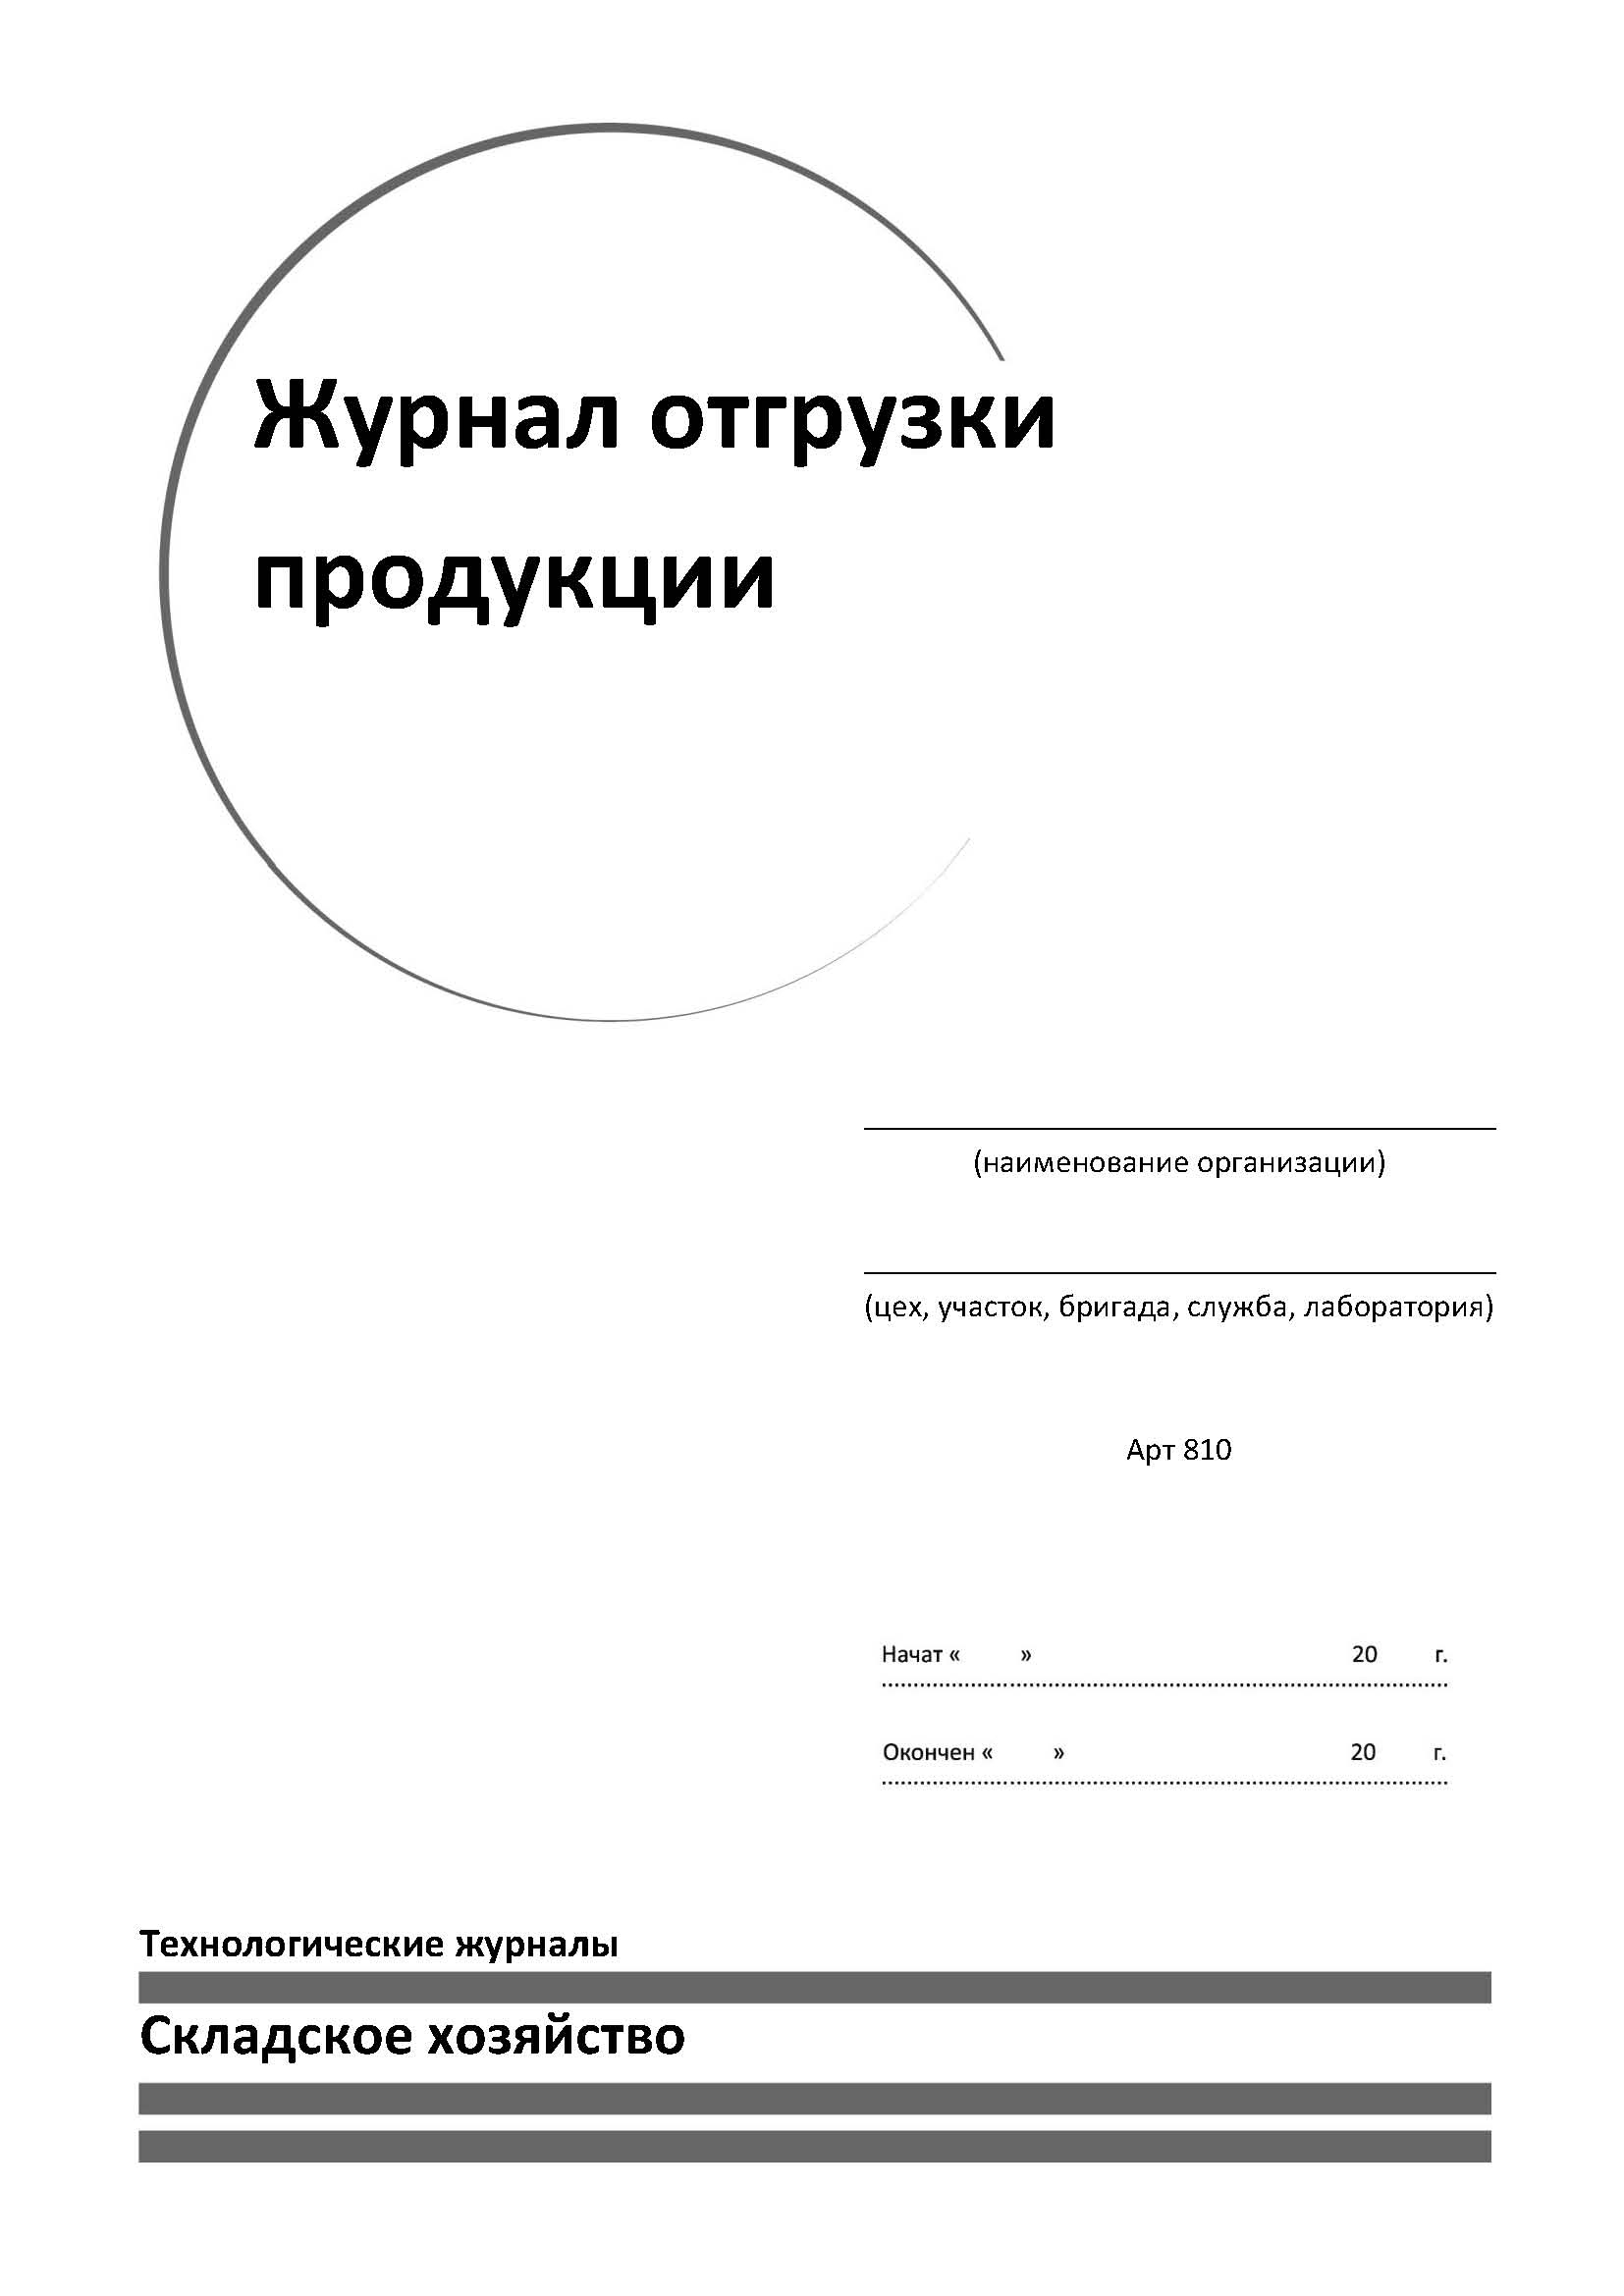 Журнал отгрузки
продукции
(наименование организации)
(цех, участок, бригада, служба, лаборатория)
Арт 810
Начат « » 20 г.
Окончен « » 20 г.
Технологические журналы
Складское хозяйство